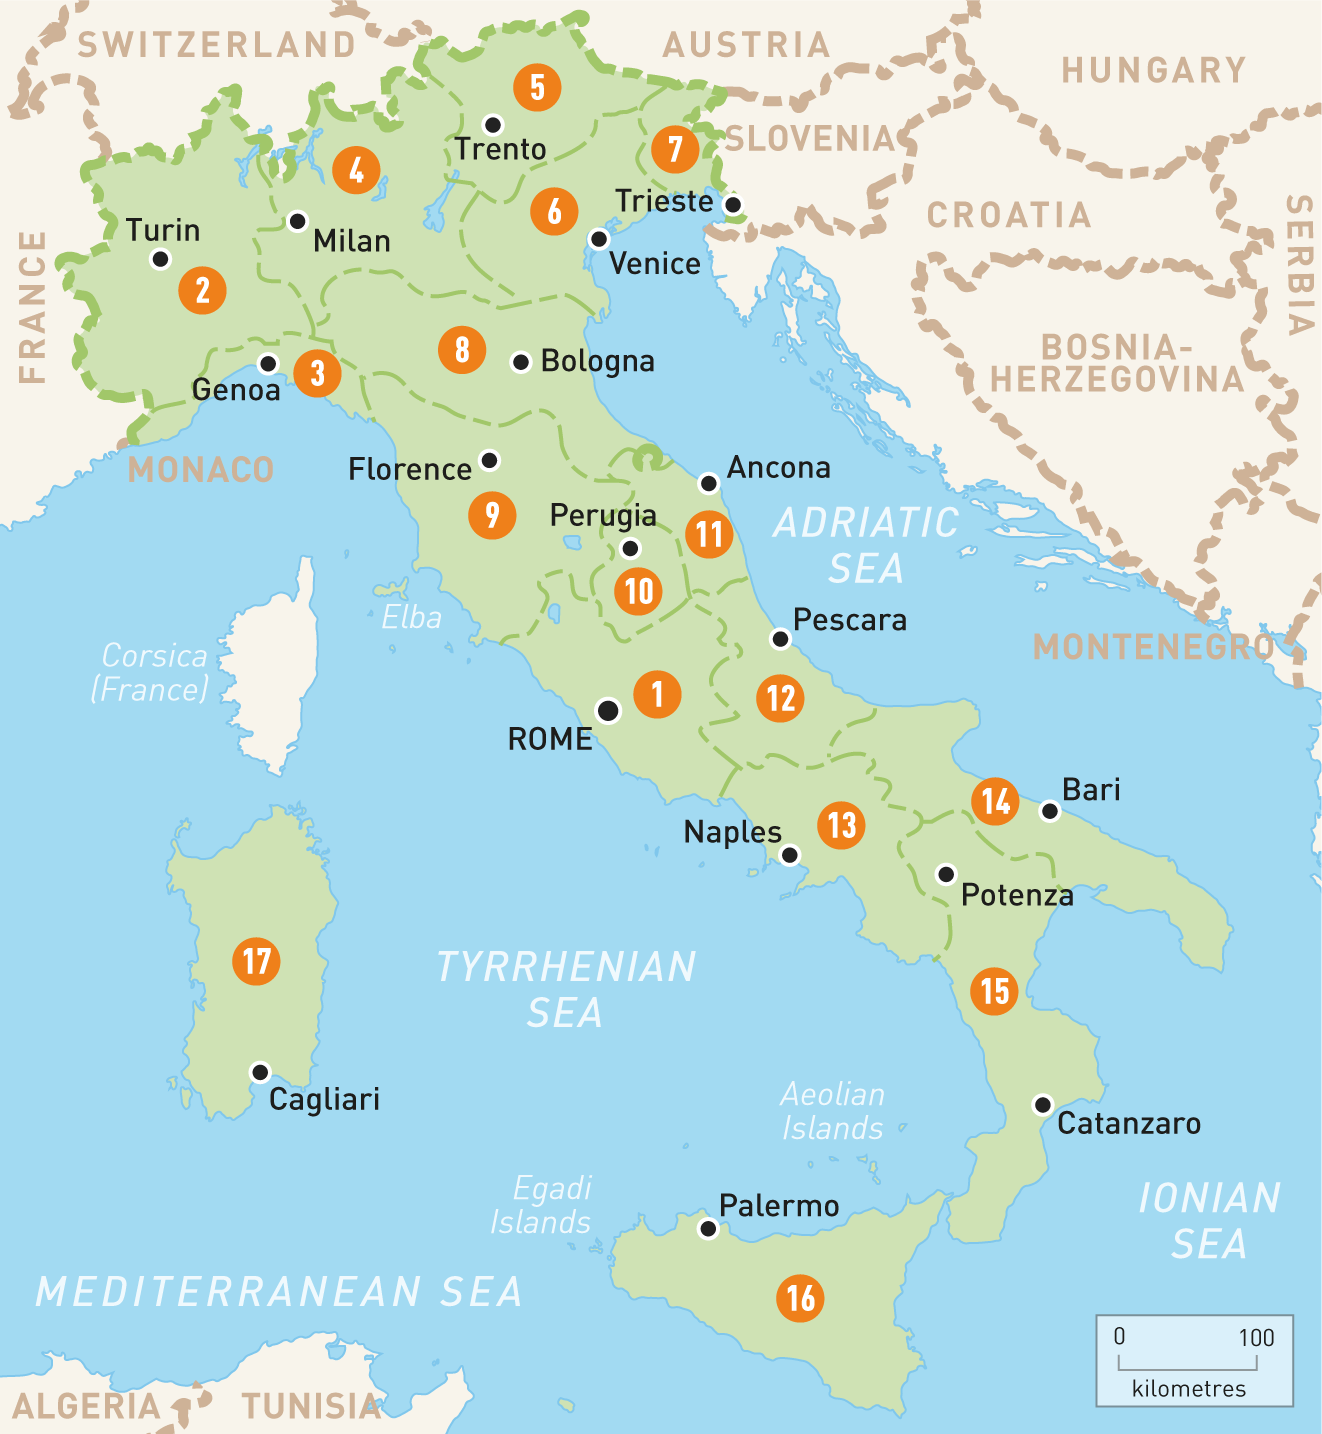 SWITZERLAND
AUSTRIA
HUNGARY
5
Trento
SLOVENIA
7
4
Trieste
CROATIA
SERBIA
6
Turin
Milan
Venice
FRANCE
2
8
Bologna
BOSNIA-
HERZEGOVINA
3
Genoa
MONACO
Florence
Ancona
9
Perugia
11
ADRIATIC
SEA
10
Elba
Pescara
Corsica
(France)
MONTENEGRO
1
12
ROME
14
Bari
13
Naples
Potenza
17
TYRRHENIAN
SEA
15
Cagliari
Aeolian
Islands
Catanzaro
Egadi
Islands
Palermo
IONIAN
SEA
MEDITERRANEAN SEA
16
0
100
kilometres
ALGERIA
TUNISIA